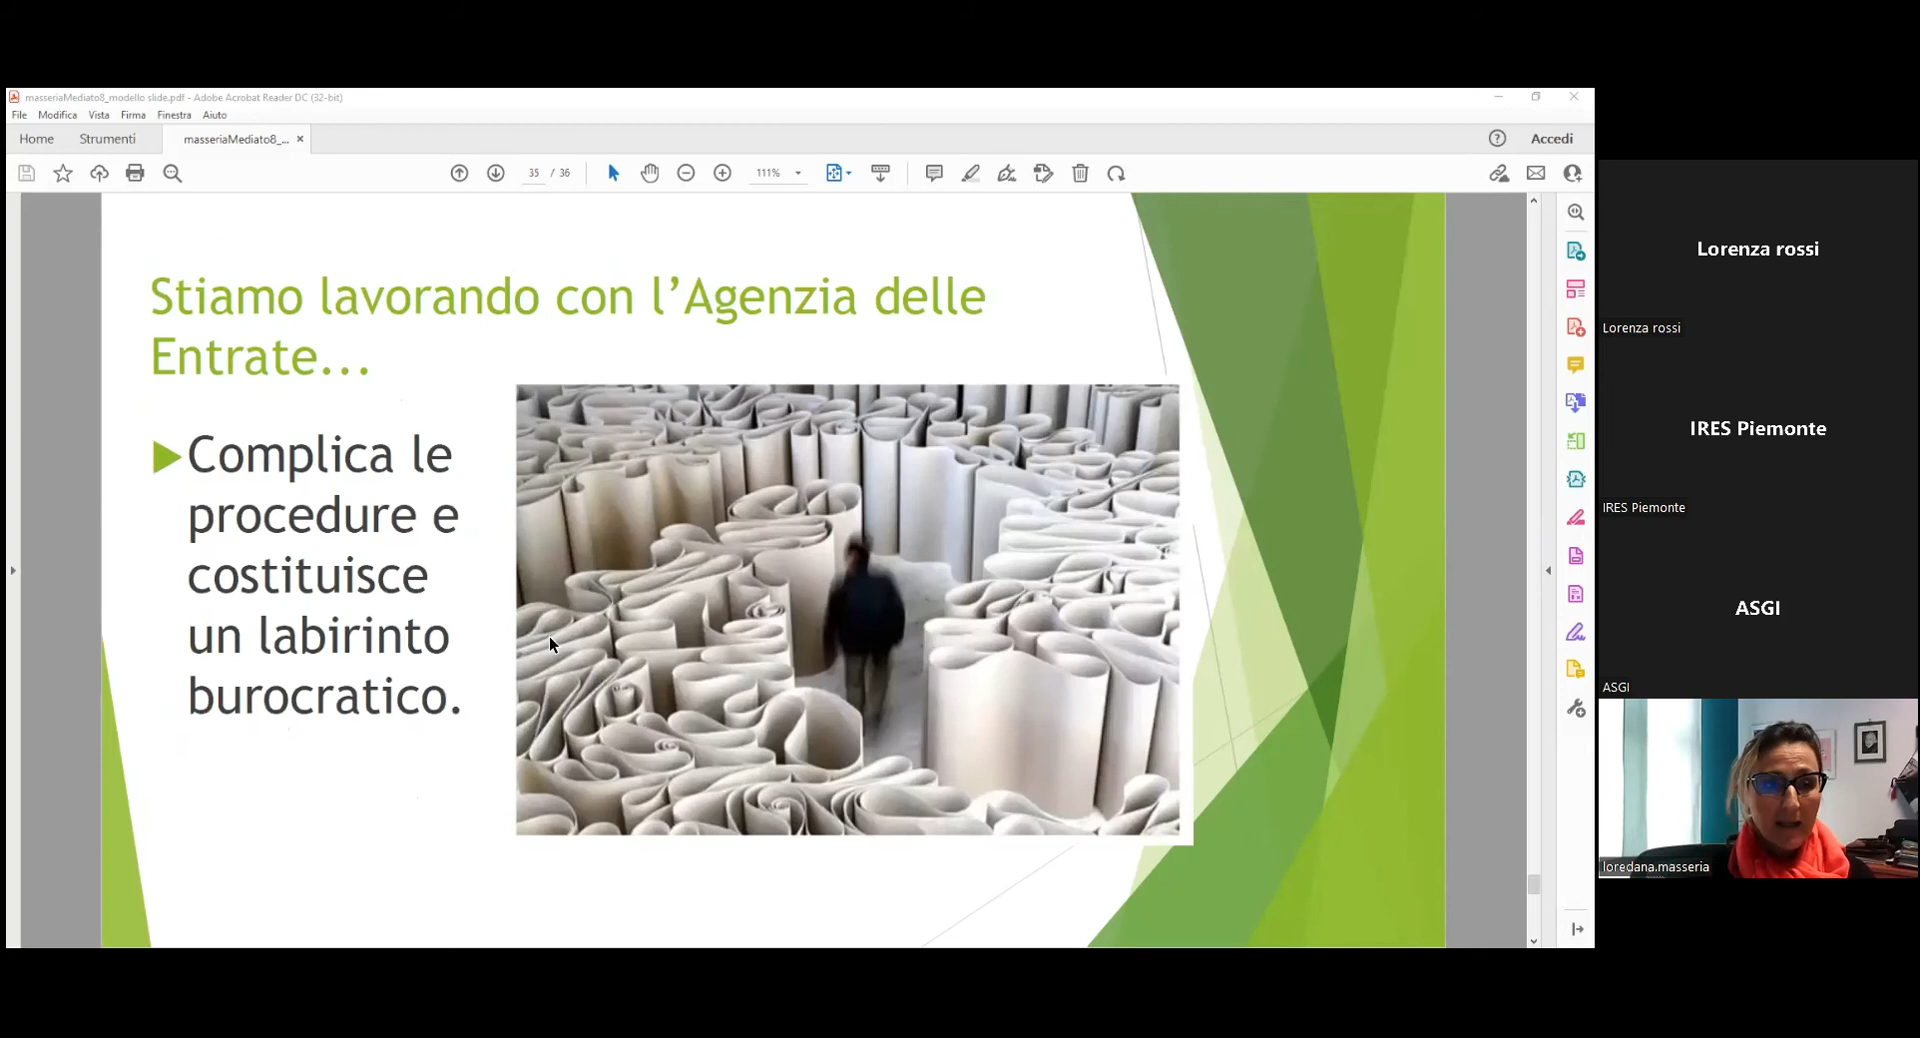 masseriaMediato8_modello slide.pdf - Adobe Acrobat Reader DC (32-bit)
File Modifica Vista Firma Finestra Aiuto
Home Strumenti masseriaMediato8_... × Accedi
35 / 36 111%
Stiamo lavorando con l’Agenzia delle
Entrate...
Complica le
procedure e
costituisce
un labirinto
burocratico.
Lorenza rossi
Lorenza rossi
IRES Piemonte
IRES Piemonte
ASGI
ASGI
loredana.masseria